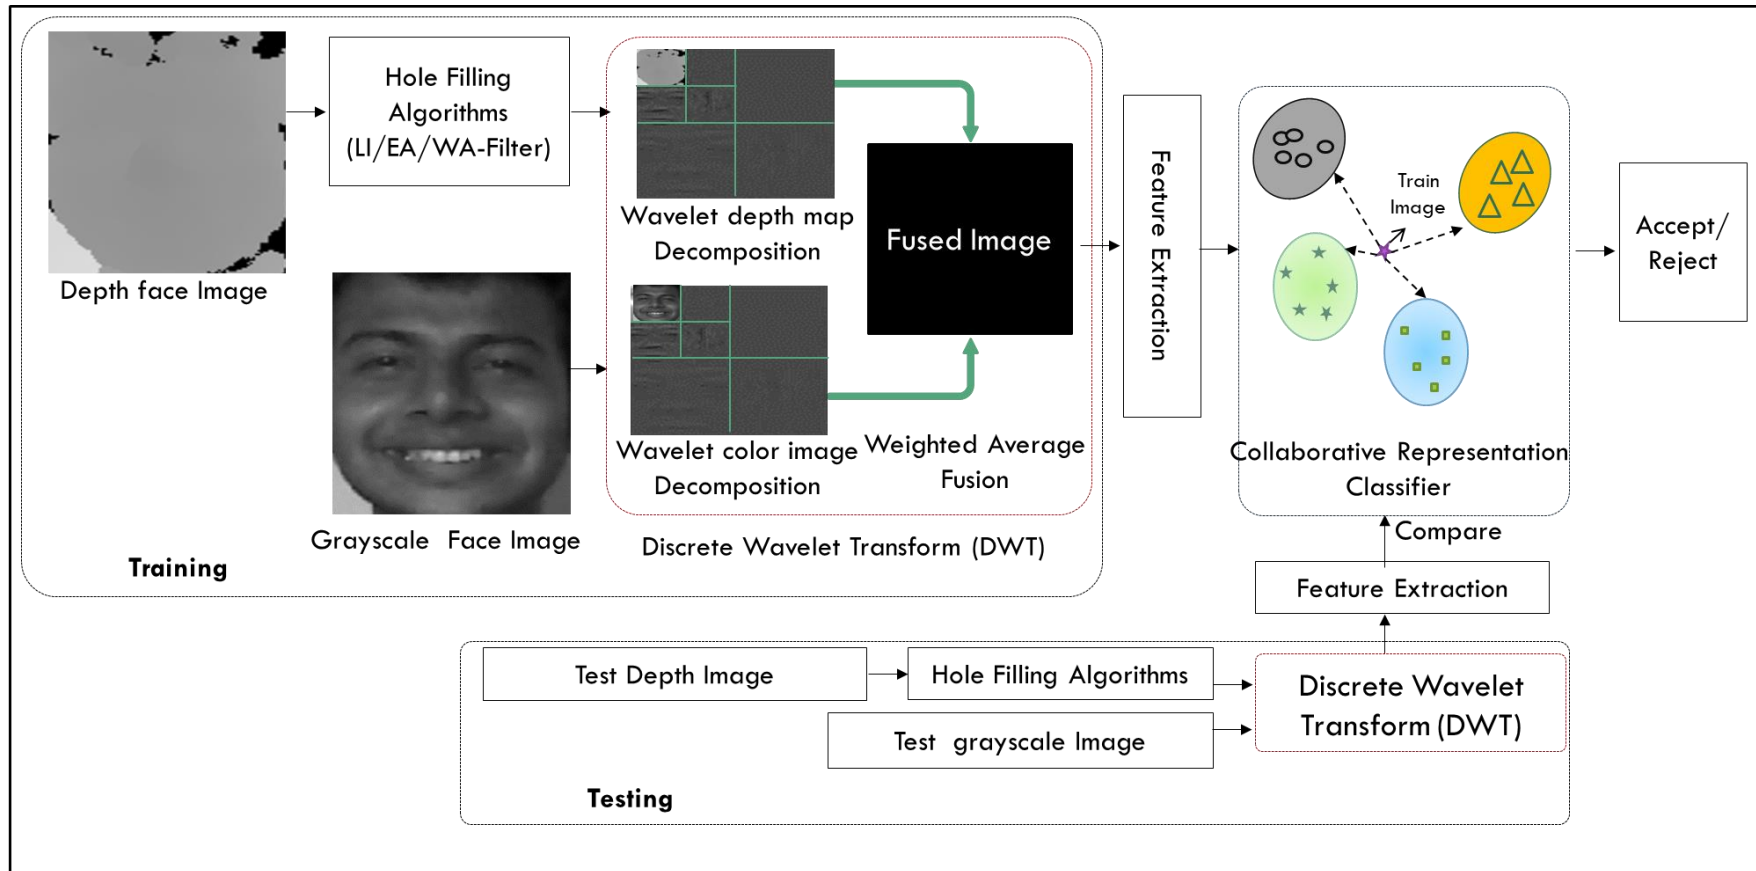 Depth face Image
Hole Filling
Algorithms
(LI/EA/WA-Filter)
Grayscale Face Image
Training
Wavelet depth map
Decomposition
Wavelet color image
Decomposition
Fused Image
Weighted Average
Fusion
Discrete Wavelet Transform (DWT)
Feature Extraction
Train
Image
Collaborative Representation
Classifier
Accept/
Reject
Compare
Feature Extraction
Test Depth Image
Hole Filling Algorithms
Test grayscale Image
Discrete Wavelet
Transform (DWT)
Testing